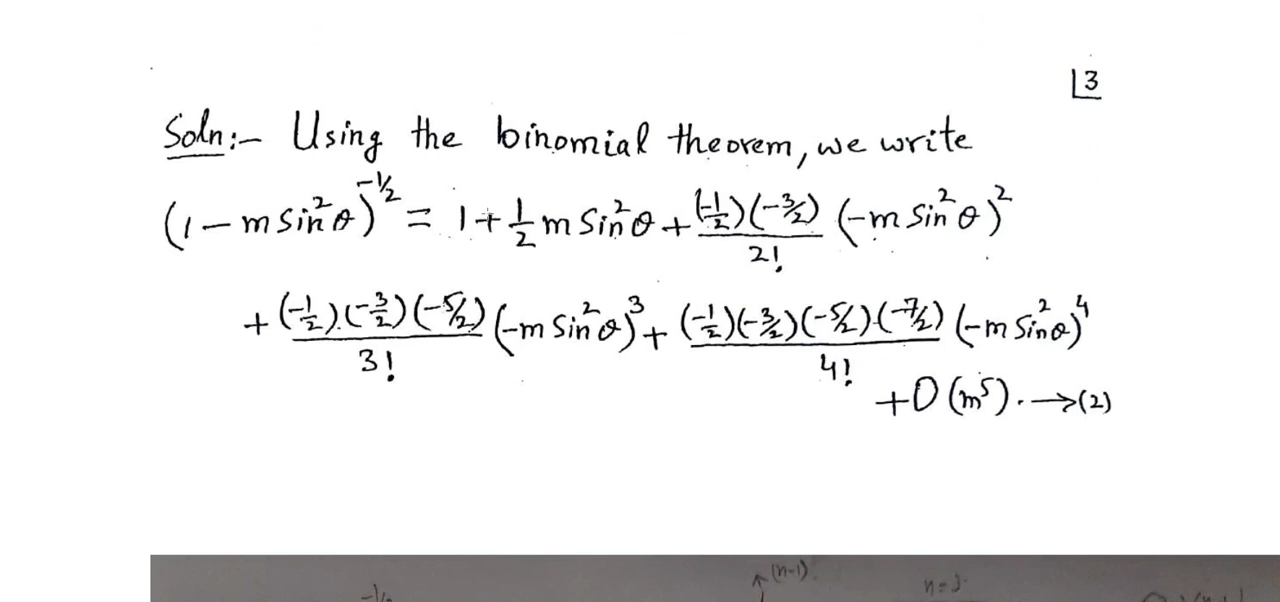 3
Soln:- Using the binomial theorem, we write
(1-m sin²θ)^-1/2 = 1+ 1/2 m sin²θ + (-1/2)(-3/2)/2! (-m sin²θ)²
+ (-1/2).(-3/2)(-5/2)/3! (-m sin²θ)³ + (-1/2)(-3/2)(-5/2)(-7/2)/4! (-m sin²θ)⁴
+O(m⁵). →(2)
(n-1)